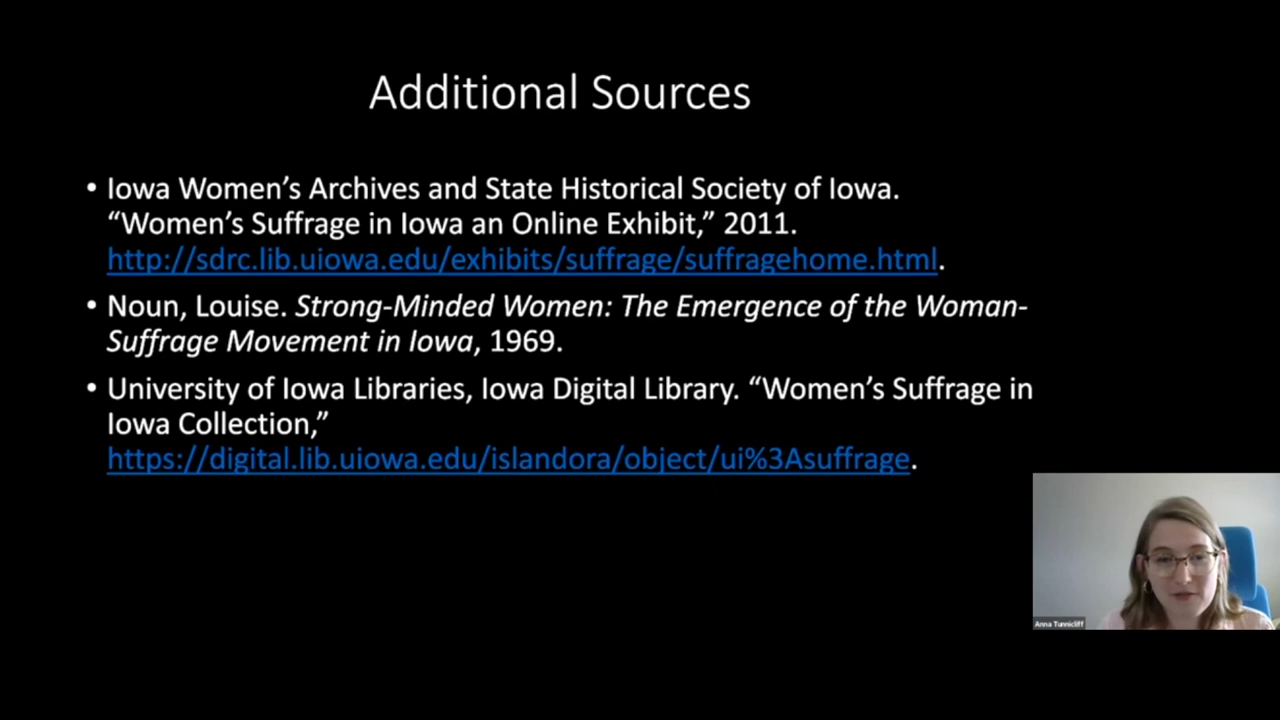 Additional Sources
• Iowa Women’s Archives and State Historical Society of Iowa.
“Women’s Suffrage in Iowa an Online Exhibit,” 2011.
http://sdrc.lib.uiowa.edu/exhibits/suffrage/suffragehome.html.
• Noun, Louise. Strong-Minded Women: The Emergence of the Woman-
Suffrage Movement in Iowa, 1969.
• University of Iowa Libraries, Iowa Digital Library. “Women’s Suffrage in
Iowa Collection,”
https://digital.lib.uiowa.edu/islandora/object/ui%3Asuffrage.
Anna Tunnicliff